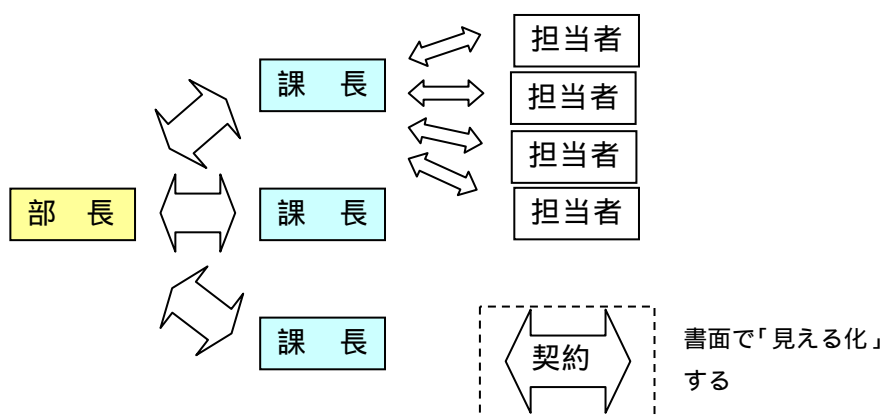 担当者
課　長
担当者
担当者
部　長
課　長
担当者
課　長
契約
書面で「見える化」
する